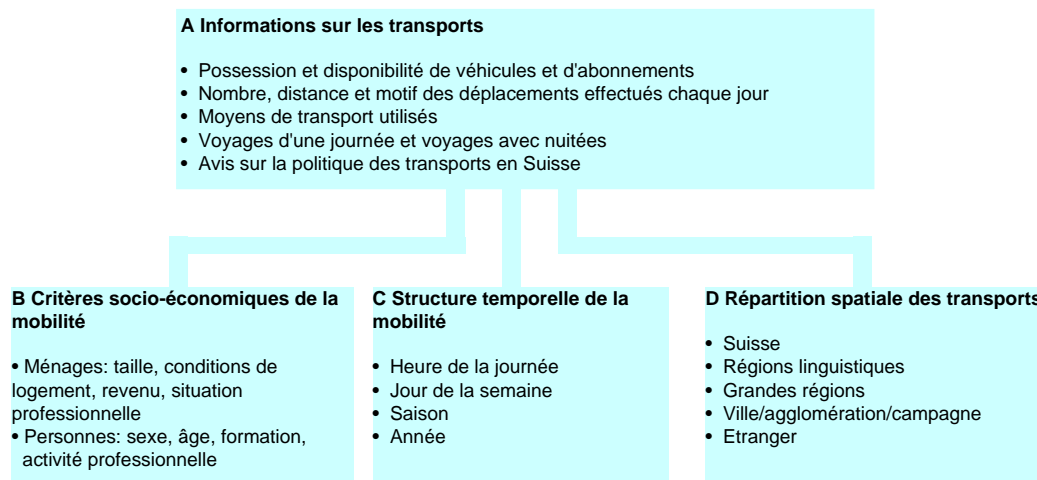 A Informations sur les transports
• Possession et disponibilité de véhicules et d'abonnements
• Nombre, distance et motif des déplacements effectués chaque jour
• Moyens de transport utilisés
• Voyages d'une journée et voyages avec nuitées
• Avis sur la politique des transports en Suisse
B Critères socio-économiques de la
mobilité
• Ménages: taille, conditions de
logement, revenu, situation
professionnelle
• Personnes: sexe, âge, formation,
activité professionnelle
C Structure temporelle de la
mobilité
• Heure de la journée
• Jour de la semaine
• Saison
• Année
D Répartition spatiale des transports
• Suisse
• Régions linguistiques
• Grandes régions
• Ville/agglomération/campagne
• Etranger